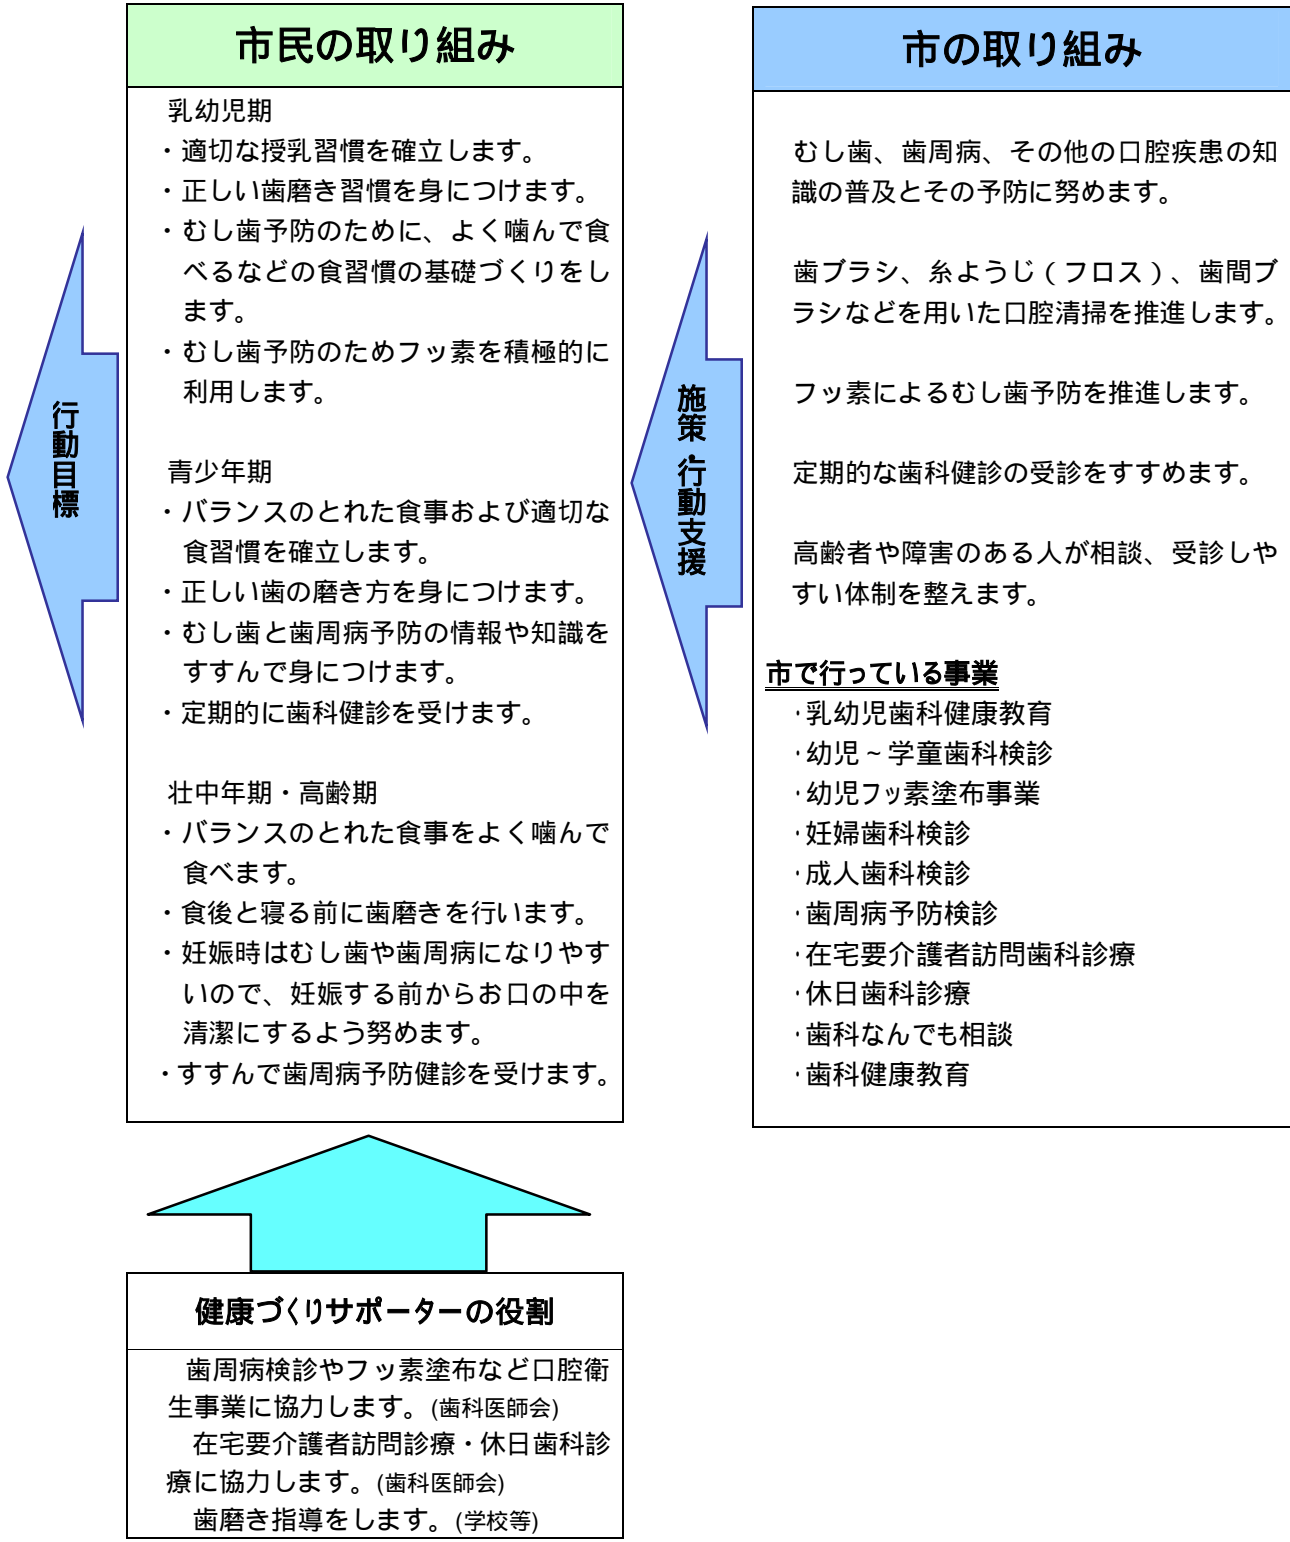 市民の取り組み
乳幼児期
・適切な授乳習慣を確立します。
・正しい歯磨き習慣を身につけます。
・むし歯予防のために、よく噛んで食
べるなどの食習慣の基礎づくりをし
ます。
・むし歯予防のためフッ素を積極的に
利用します。
青少年期
・バランスのとれた食事および適切な
食習慣を確立します。
・正しい歯の磨き方を身につけます。
・むし歯と歯周病予防の情報や知識を
すすんで身につけます。
・定期的に歯科健診を受けます。
壮中年期・高齢期
・バランスのとれた食事をよく噛んで
食べます。
・食後と寝る前に歯磨きを行います。
・妊娠時はむし歯や歯周病になりやす
いので、妊娠する前からお口の中を
清潔にするよう努めます。
・すすんで歯周病予防健診を受けます。
行動目標
市の取り組み
むし歯、歯周病、その他の口腔疾患の知
識の普及とその予防に努めます。
歯ブラシ、糸ようじ（フロス）、歯間ブ
ラシなどを用いた口腔清掃を推進します。
フッ素によるむし歯予防を推進します。
定期的な歯科健診の受診をすすめます。
高齢者や障害のある人が相談、受診しや
すい体制を整えます。
市で行っている事業
・乳幼児歯科健康教育
・幼児～学童歯科検診
・幼児フッ素塗布事業
・妊婦歯科検診
・成人歯科検診
・歯周病予防検診
・在宅要介護者訪問歯科診療
・休日歯科診療
・歯科なんでも相談
・歯科健康教育
施策・行動支援
健康づくりサポーターの役割
歯周病検診やフッ素塗布など口腔衛
生事業に協力します。(歯科医師会)
在宅要介護者訪問診療・休日歯科診
療に協力します。(歯科医師会)
歯磨き指導をします。(学校等)